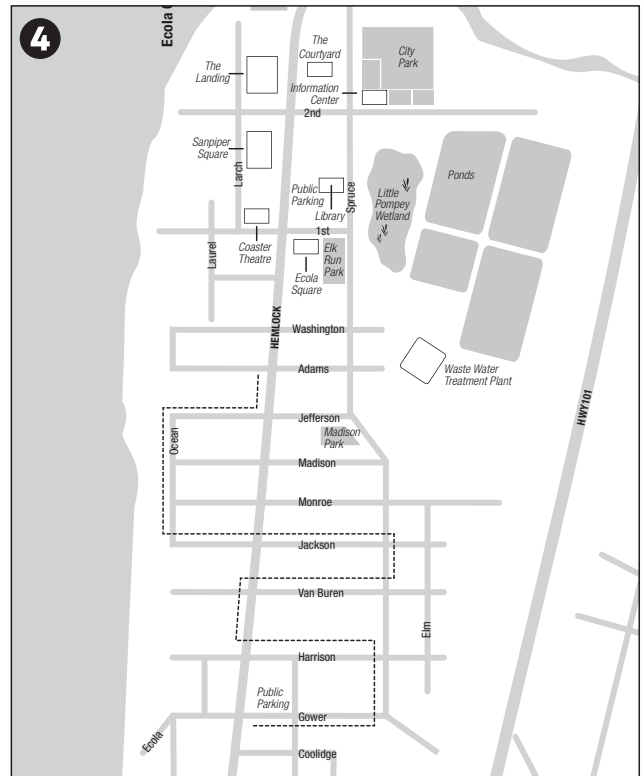 4
Ecola C
The
Landing
The
Courtyard
Information
Center
City
Park
2nd
Sanpiper
Square
Larch
Public
Parking
Library
Spruce
Little
Pompey
Wetland
Ponds
1st
Laurel
Coaster
Theatre
Ecola
Square
Elk
Run
Park
HEMLOCK
Washington
Adams
Waste Water
Treatment Plant
HWY101
Jefferson
Madison
Park
Ocean
Madison
Monroe
Jackson
Van Buren
Elm
Harrison
Public
Parking
Gower
Ecola
Coolidge